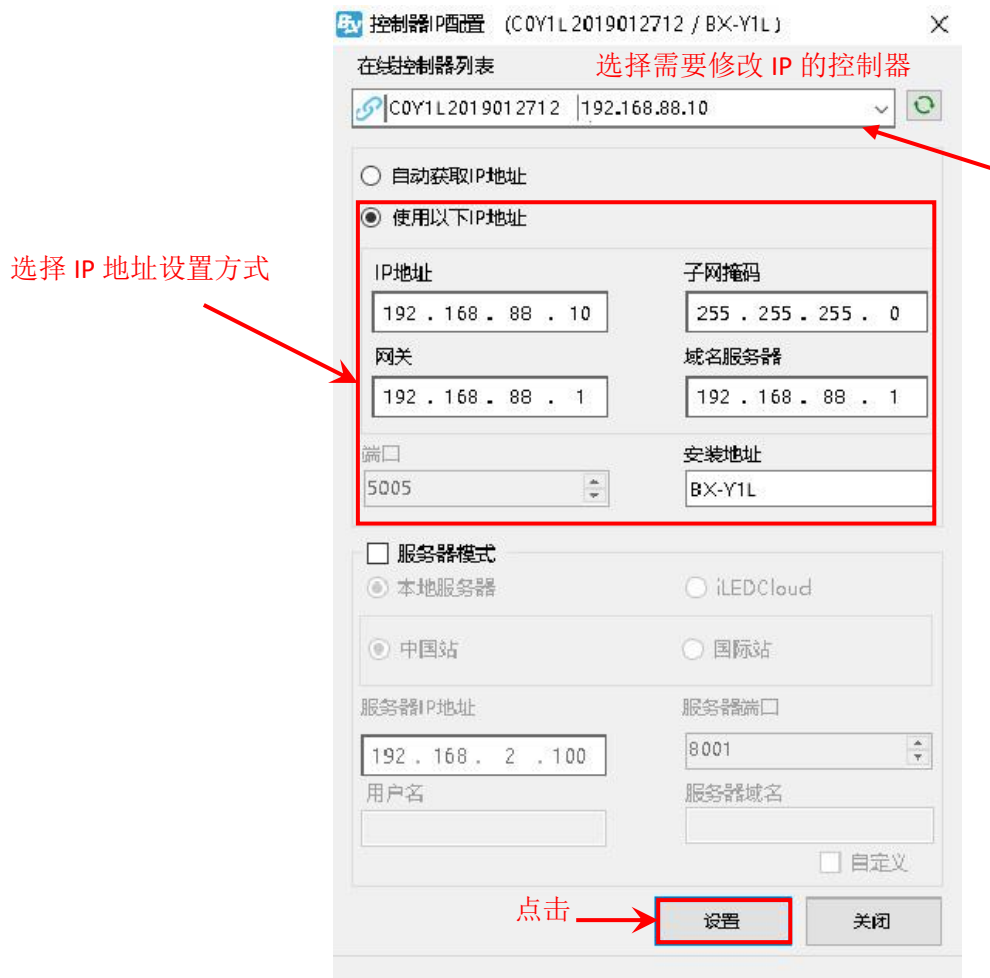 控制器IP配置 (C0Y1L2019012712 / BX-Y1L)
在线控制器列表
选择需要修改 IP 的控制器
C0Y1L2019012712 192.168.88.10
自动获取IP地址
使用以下IP地址
选择 IP 地址设置方式
IP地址 子网掩码
192 . 168 . 88 . 10 255 . 255 . 255 . 0
网关 域名服务器
192 . 168 . 88 . 1 192 . 168 . 88 . 1
端口 安装地址
5005 BX-Y1L
服务器模式
本地服务器 iLEDCloud
中国站 国际站
服务器IP地址 服务器端口
192 . 168 . 2 . 100 8001
用户名 服务器域名
自定义
点击 设置 关闭